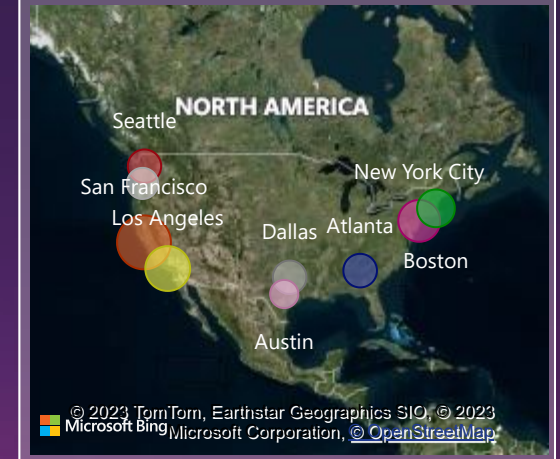 Seattle
NORTH AMERICA
San Francisco
New York City
Los Angeles
Dallas
Atlanta
Boston
Austin
© 2023 TomTom, Earthstar Geographics SIO, © 2023
Microsoft Bing
Microsoft Corporation, © OpenStreetMap